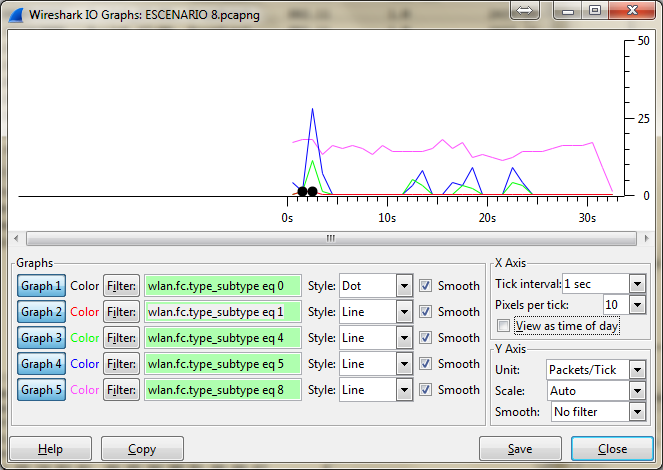 Wireshark IO Graphs: ESCENARIO 8.pcapng
50
25
0
0s 10s 20s 30s
Graphs
Graph 1 Color Filter: wlan.fc.type_subtype eq 0 Style: Dot Smooth
Graph 2 Color Filter: wlan.fc.type_subtype eq 1 Style: Line Smooth
Graph 3 Color Filter: wlan.fc.type_subtype eq 4 Style: Line Smooth
Graph 4 Color Filter: wlan.fc.type_subtype eq 5 Style: Line Smooth
Graph 5 Color Filter: wlan.fc.type_subtype eq 8 Style: Line Smooth
X Axis
Tick interval: 1 sec
Pixels per tick: 10
View as time of day
Y Axis
Unit: Packets/Tick
Scale: Auto
Smooth: No filter
Help Copy Save Close